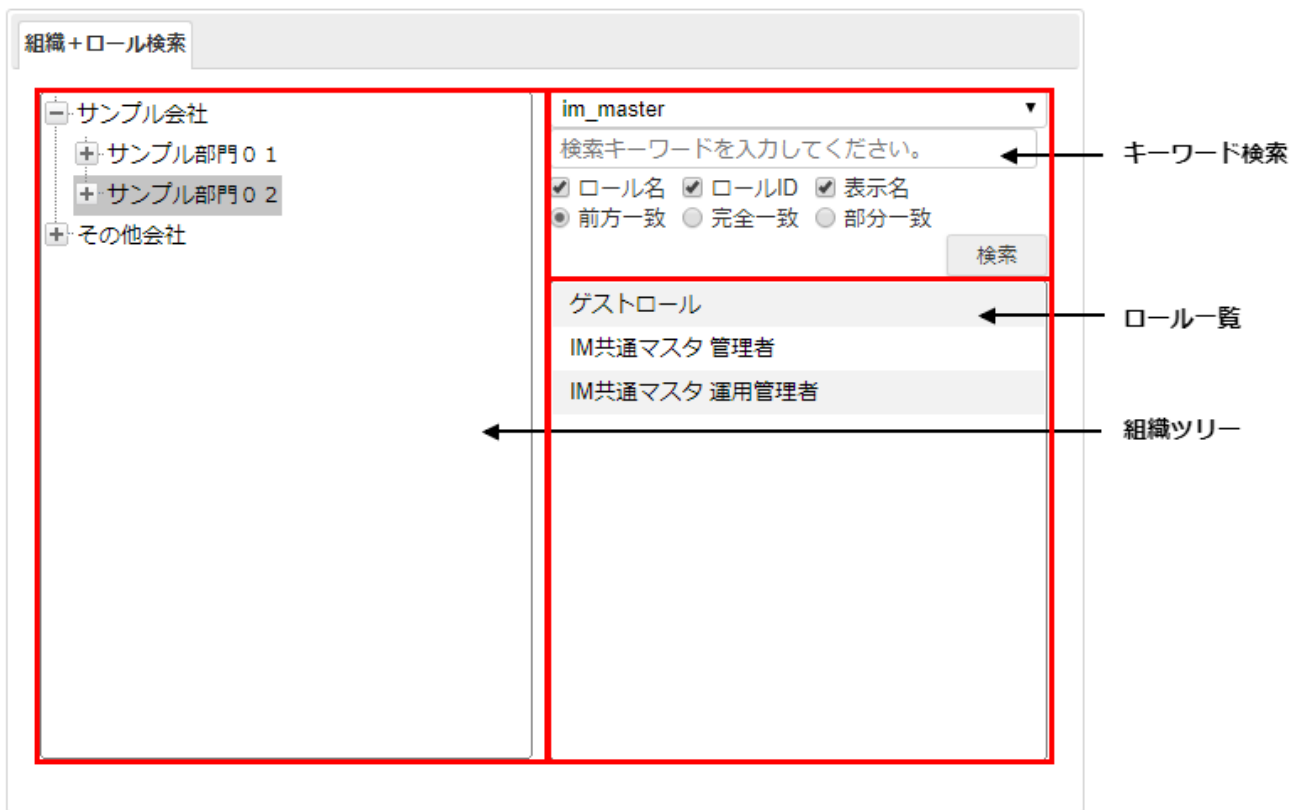 組織+ロール検索
サンプル会社
サンプル部門０１
サンプル部門０２
その他会社
im_master
検索キーワードを入力してください。
ロール名 ロールID 表示名
前方一致 完全一致 部分一致
検索
ゲストロール
IM共通マスタ 管理者
IM共通マスタ 運用管理者
キーワード検索
ロール一覧
組織ツリー